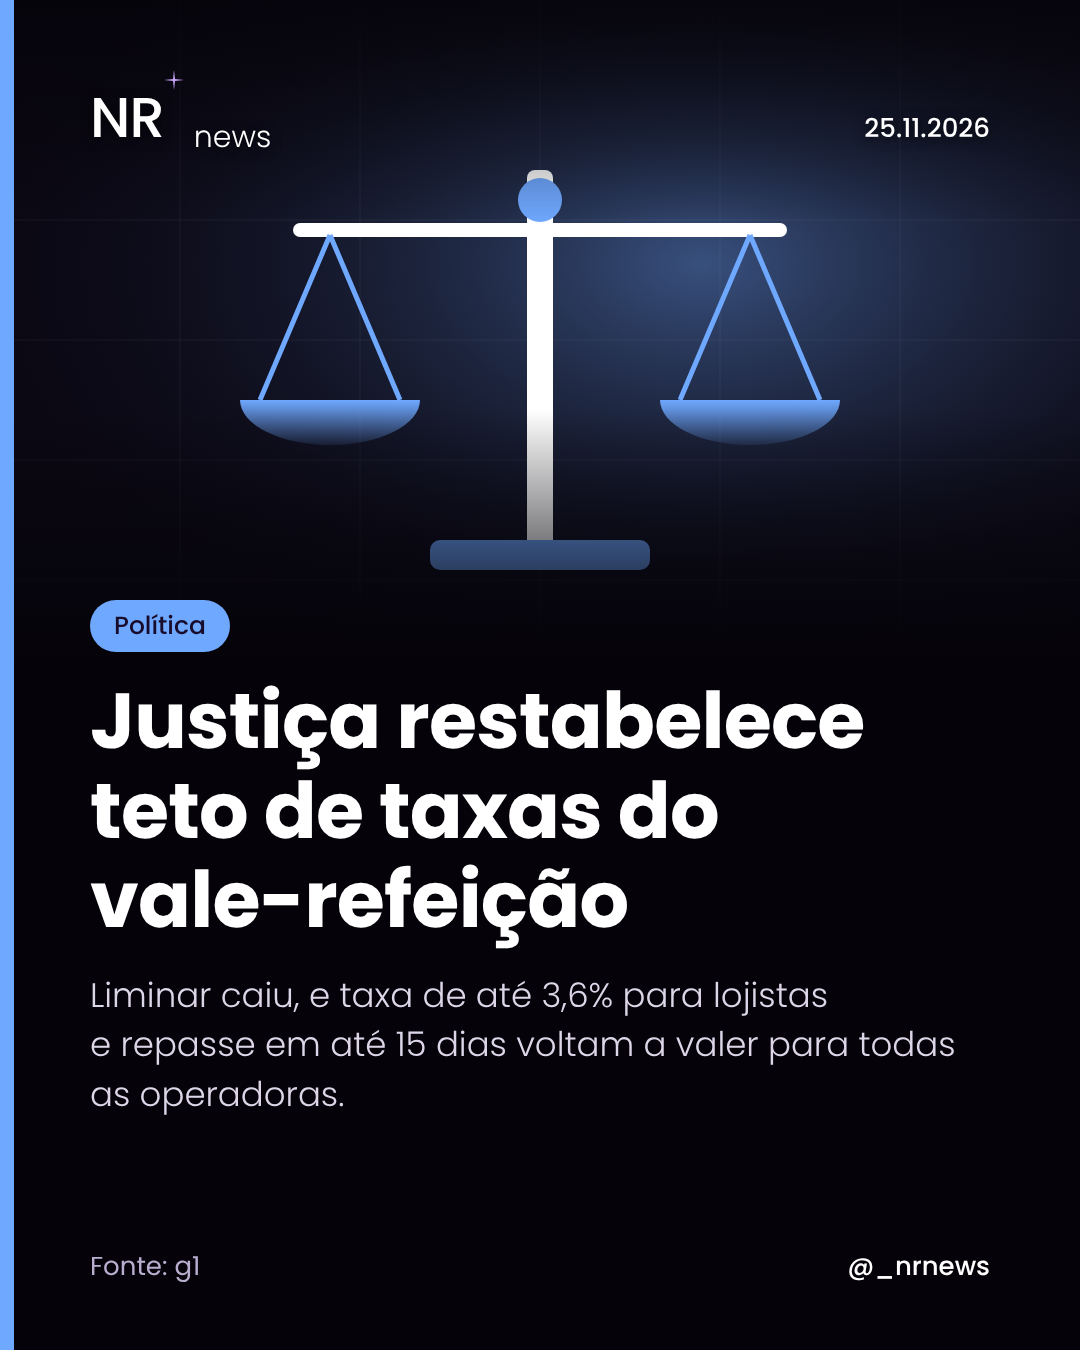 NR news
25.11.2026
Política
Justiça restabelece
teto de taxas do
vale-refeição
Liminar caiu, e taxa de até 3,6% para lojistas
e repasse em até 15 dias voltam a valer para todas
as operadoras.
Fonte: g1
@_nrnews